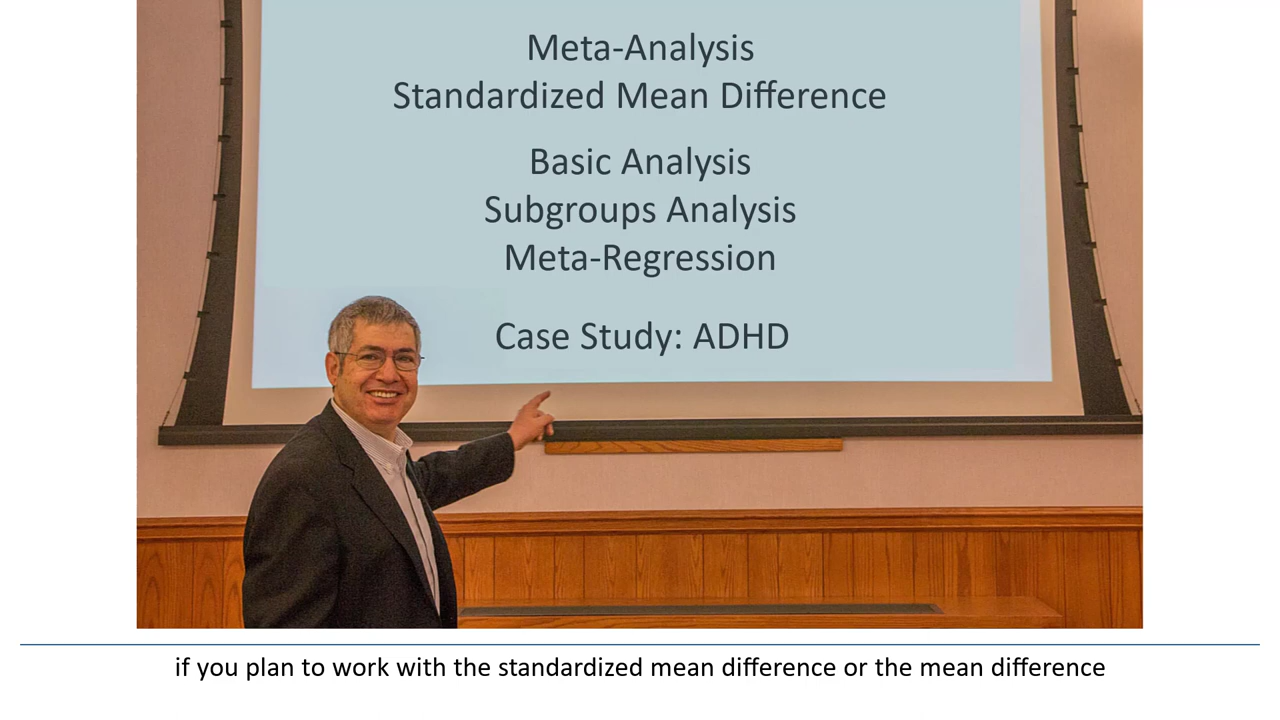 Meta-Analysis
Standardized Mean Difference
Basic Analysis
Subgroups Analysis
Meta-Regression
Case Study: ADHD
if you plan to work with the standardized mean difference or the mean difference